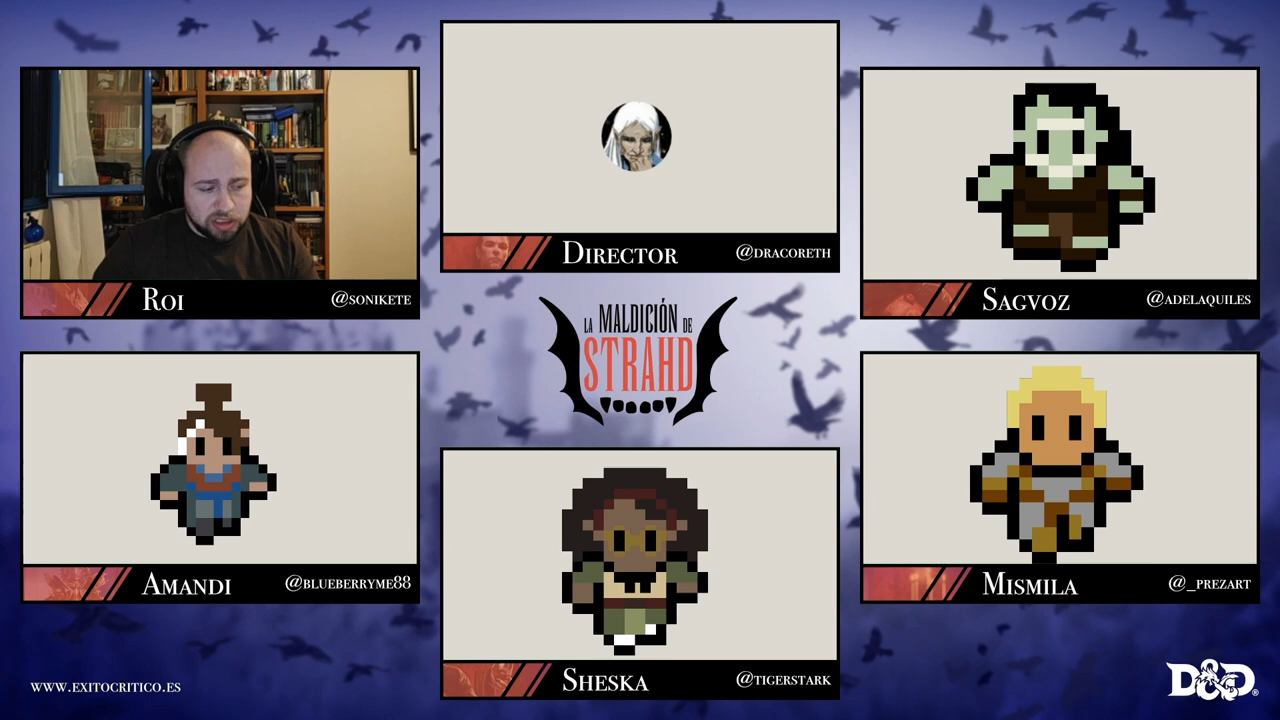 Director @dracoreth
Roi @sonikete
Sagvoz @adelaquiles
La Maldición de
Strahd
Amandi @blueberryme88
Mismila @_prezart
Sheska @tigerstark
www.exitocritico.es
D&D®